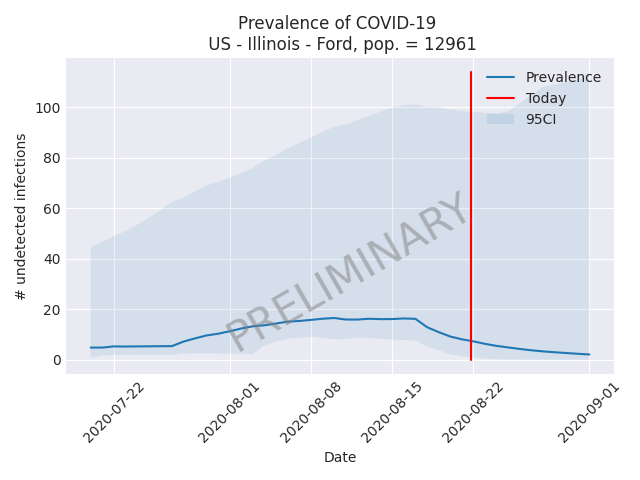 Prevalence of COVID-19
US - Illinois - Ford, pop. = 12961
Prevalence
Today
95CI
100
80
60
40
20
0
# undetected infections
PRELIMINARY
2020-07-22
2020-08-01
2020-08-08
2020-08-15
2020-08-22
2020-09-01
Date